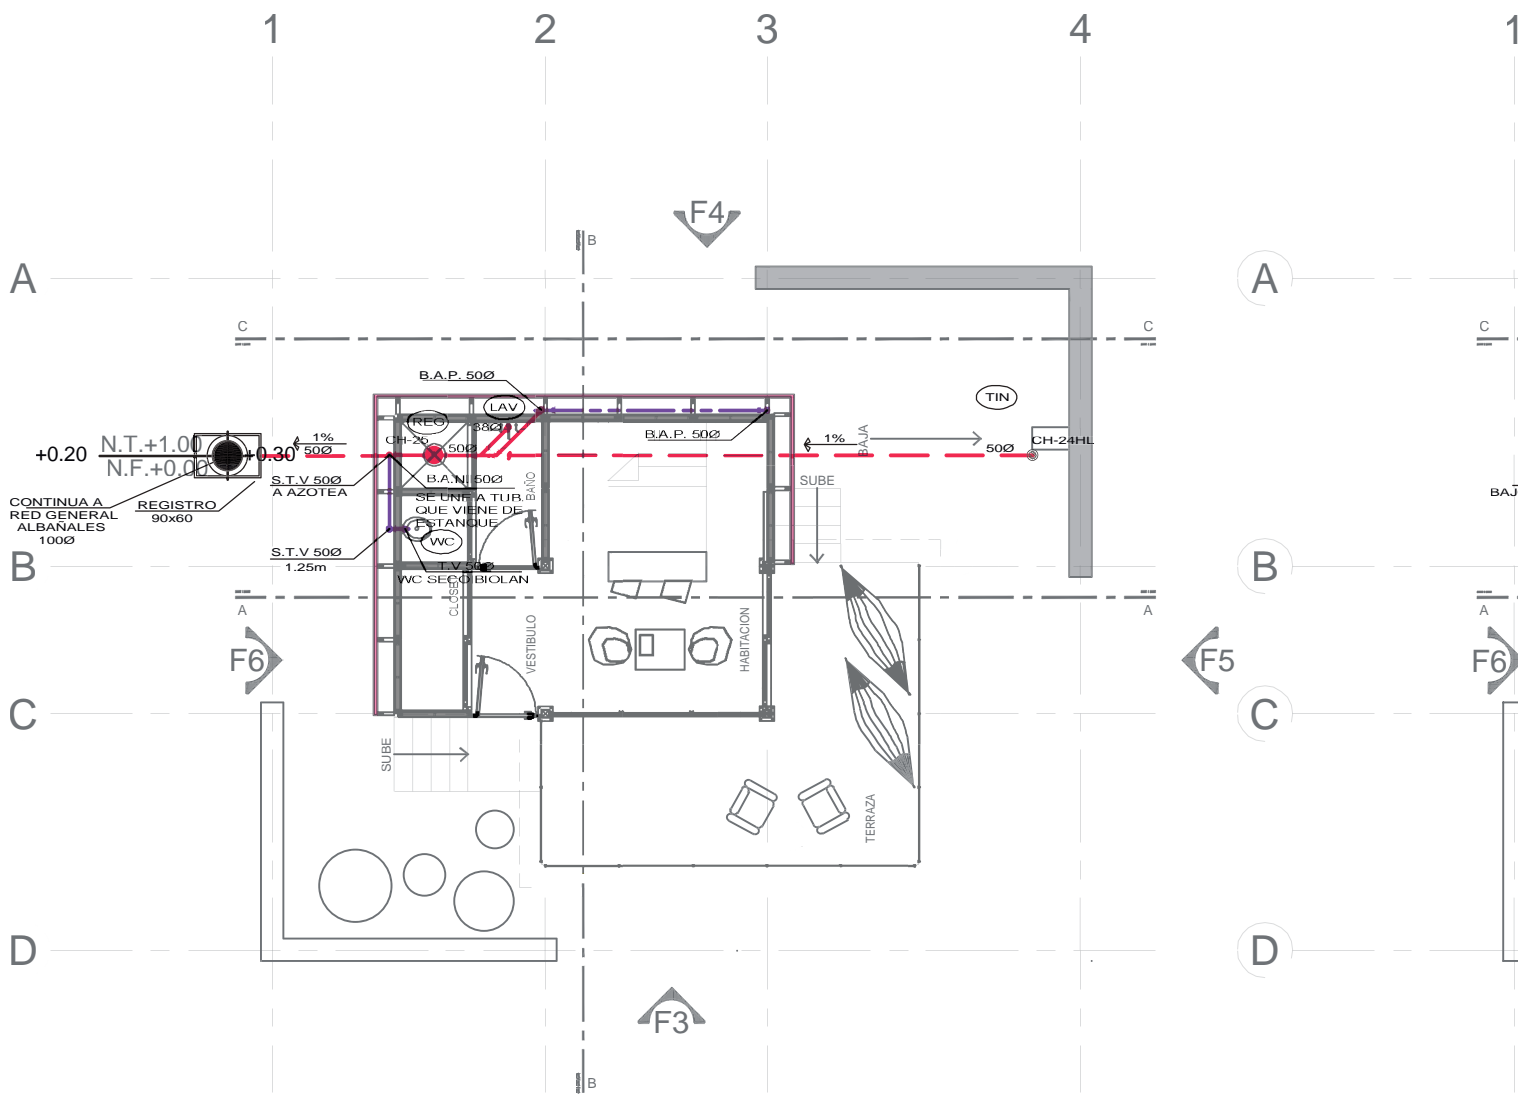 1
2
3
4
1
F4
B
A
A
C
C
C
B.A.P. 50Ø
TIN
LAV
REG
38Ø
B.A.P. 50Ø
1%
50Ø
CH-25
50Ø
1%
BAJA
50Ø
CH-24HL
N.T.+1.00
+0.20
+0.30
N.F.+0.00
S.T.V 50Ø
A AZOTEA
B.A.N. 50Ø
SE UNE A TUB.
QUE VIENE DE
ESTANQUE
BAÑO
SUBE
CONTINUA A
RED GENERAL
ALBAÑALES
100Ø
REGISTRO
90x60
WC
S.T.V 50Ø
1.25m
T.V 50Ø
WC SECO BIOLAN
B
B
A
A
A
CLOSE
VESTIBULO
HABITACION
F6
F5
F6
C
C
SUBE
TERRAZA
D
D
F3
B